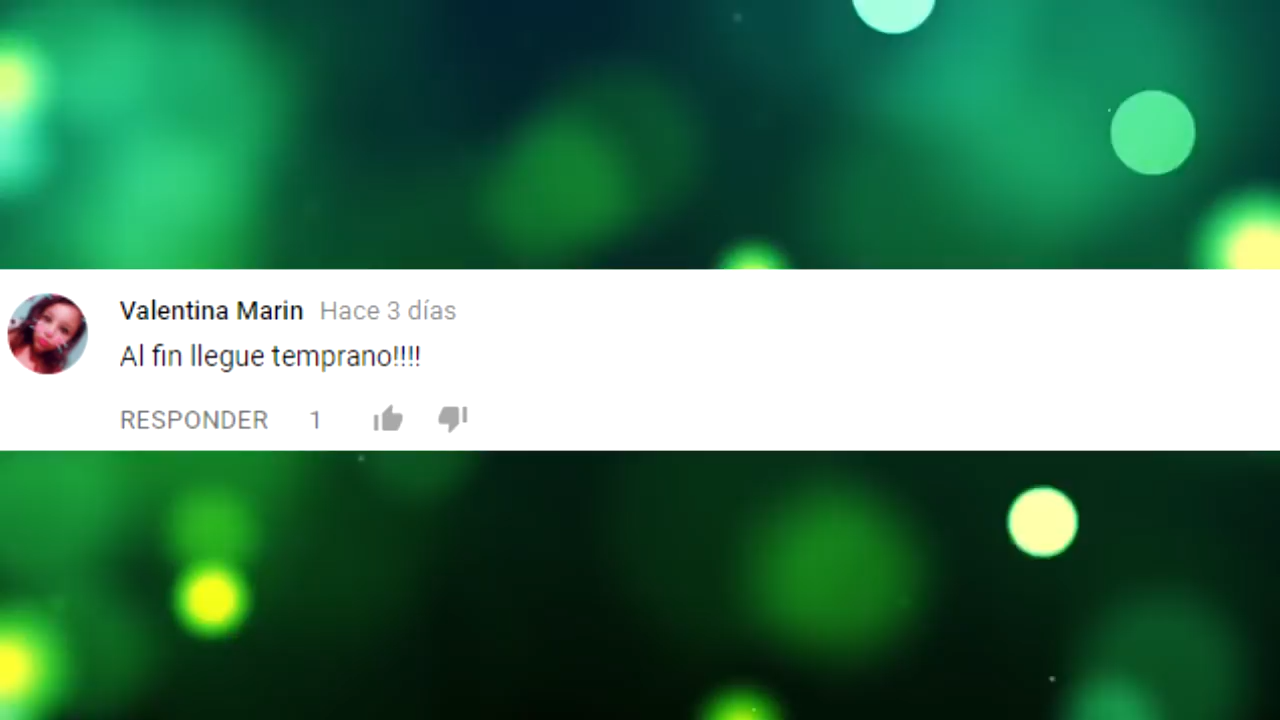 Valentina Marin Hace 3 días
Al fin llegue temprano!!!!
RESPONDER 1